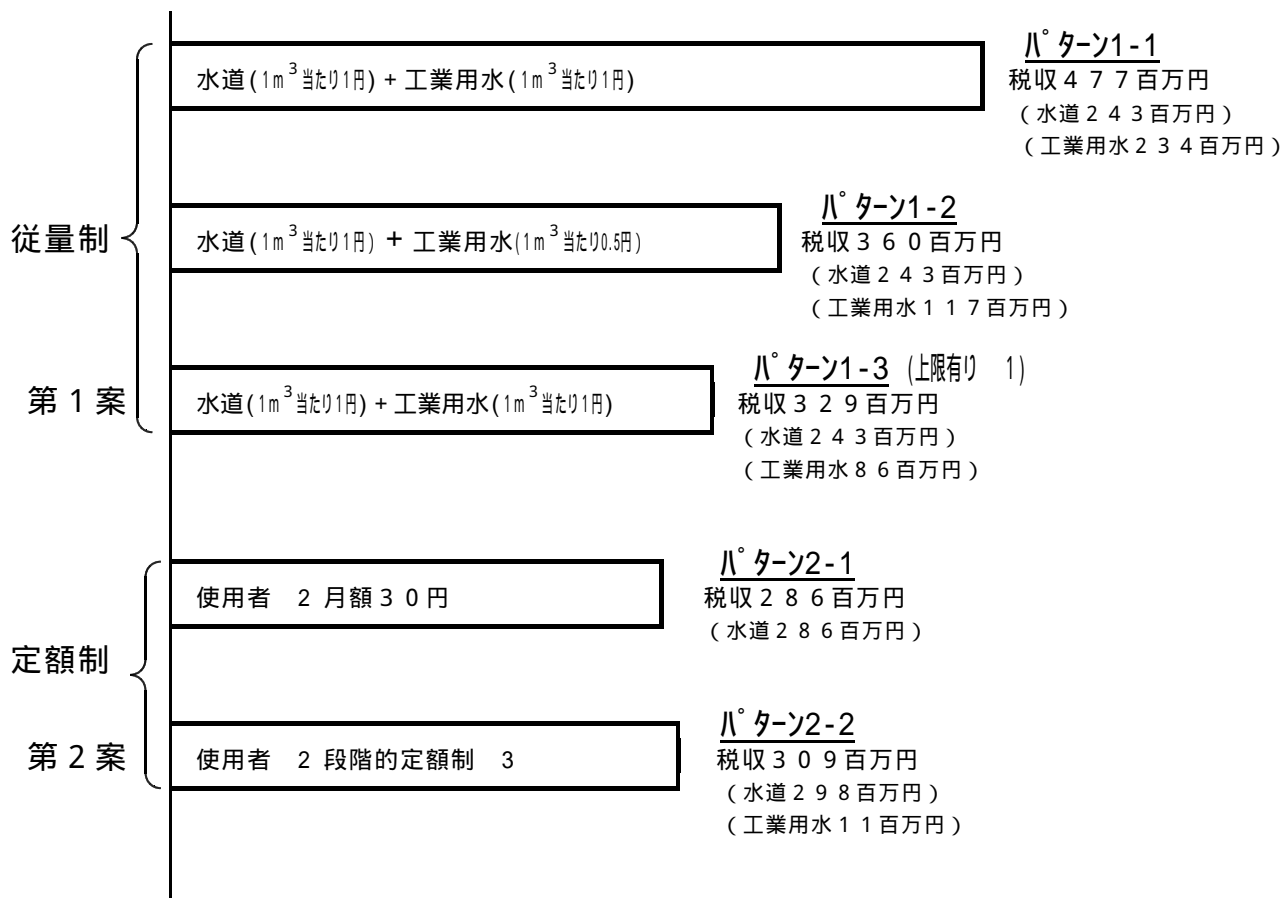 従量制
第１案
水道(1m³当たり1円)+工業用水(1m³当たり1円)
パターン1-1
税収４７７百万円
（水道２４３百万円）
（工業用水２３４百万円）
水道(1m³当たり1円)+工業用水(1m³当たり0.5円)
パターン1-2
税収３６０百万円
（水道２４３百万円）
（工業用水１１７百万円）
水道(1m³当たり1円)+工業用水(1m³当たり1円)
パターン1-3 (上限有り 1)
税収３２９百万円
（水道２４３百万円）
（工業用水８６百万円）
定額制
第２案
使用者 2 月額３０円
パターン2-1
税収２８６百万円
（水道２８６百万円）
使用者 2 段階的定額制 3
パターン2-2
税収３０９百万円
（水道２９８百万円）
（工業用水１１百万円）